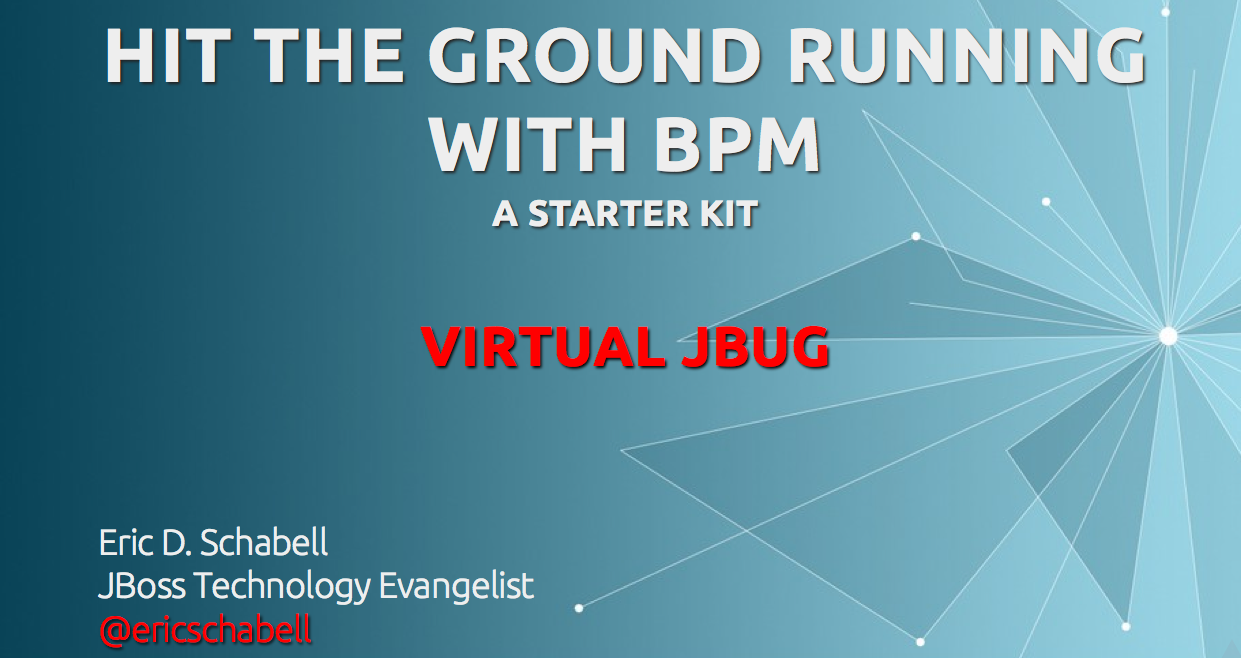 HIT THE GROUND RUNNING
WITH BPM
A STARTER KIT
VIRTUAL JBUG
Eric D. Schabell
JBoss Technology Evangelist
@ericschabell